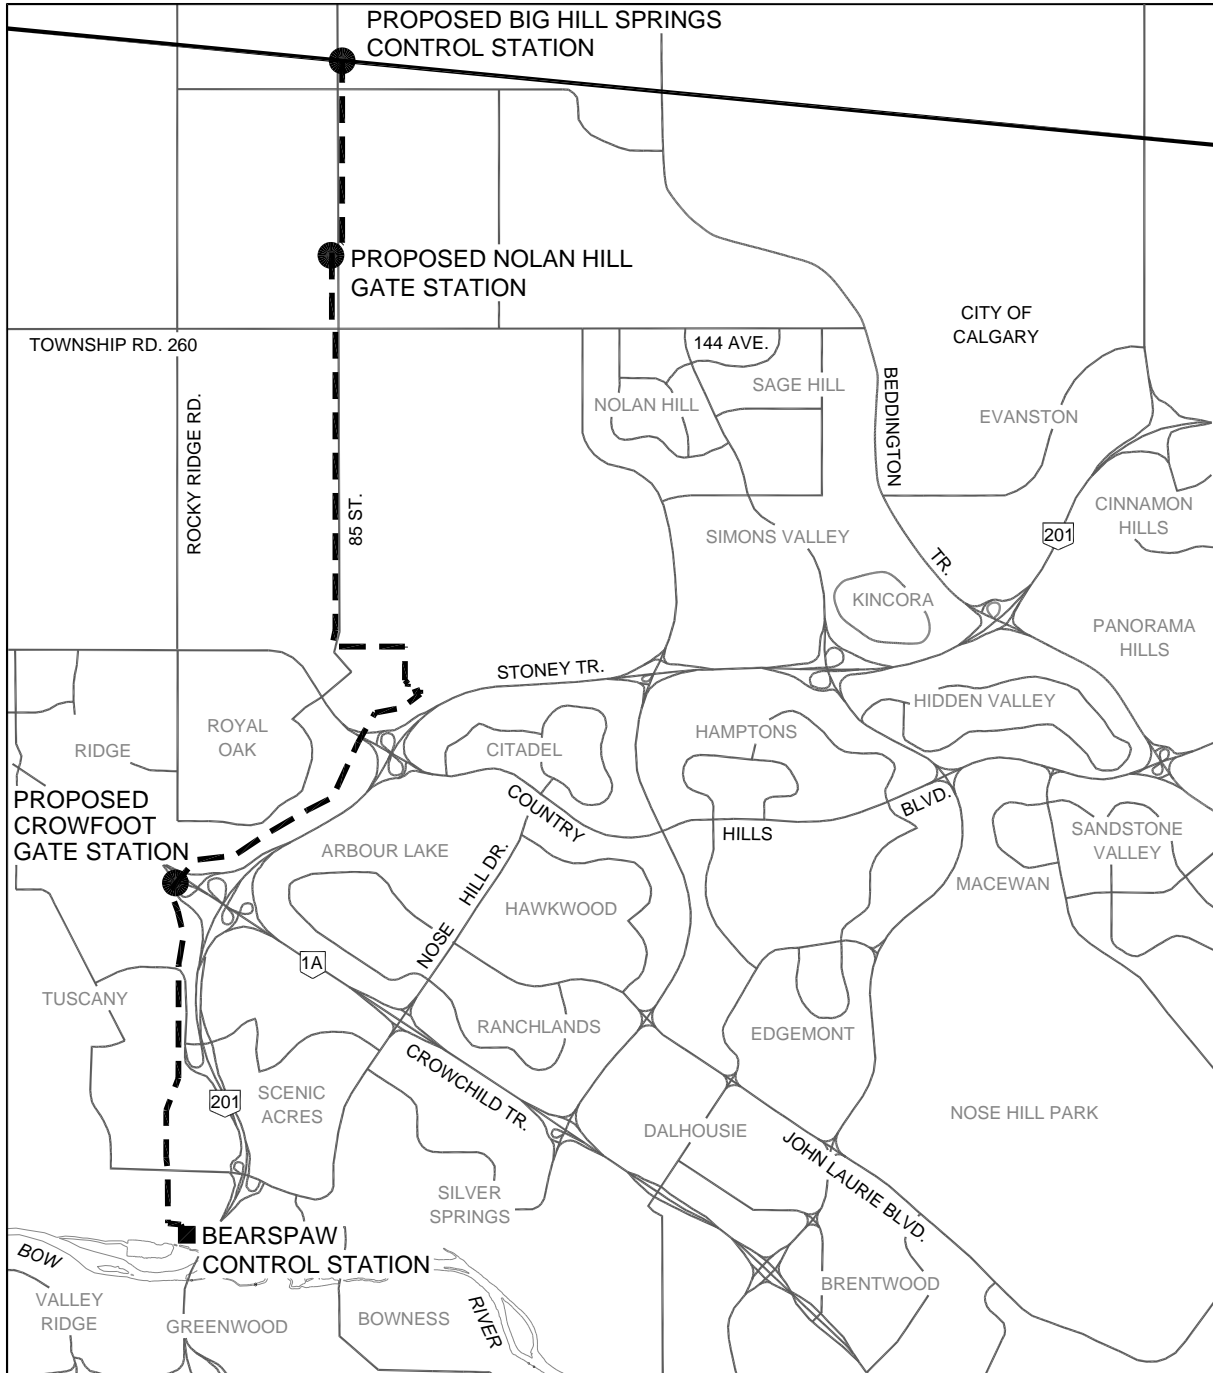 PROPOSED BIG HILL SPRINGS
CONTROL STATION
PROPOSED NOLAN HILL
GATE STATION
CITY OF
CALGARY
TOWNSHIP RD. 260
144 AVE.
SAGE HILL
NOLAN HILL
BEDDINGTON
TR.
EVANSTON
ROCKY RIDGE RD.
85 ST.
CINNAMON
HILLS
201
SIMONS VALLEY
KINCORA
PANORAMA
HILLS
STONEY TR.
HIDDEN VALLEY
ROYAL
OAK
RIDGE
CITADEL
HAMPTONS
PROPOSED
CROWFOOT
GATE STATION
COUNTRY
HILLS
BLVD.
SANDSTONE
VALLEY
ARBOUR LAKE
NOSE
HILL DR.
MACEWAN
HAWKWOOD
1A
TUSCANY
RANCHLANDS
EDGEMONT
CROWCHILD TR.
201
SCENIC
ACRES
DALHOUSIE
NOSE HILL PARK
JOHN LAURIE BLVD.
SILVER
SPRINGS
BEARSPAW
CONTROL STATION
BOW
RIVER
BRENTWOOD
VALLEY
RIDGE
GREENWOOD
BOWNESS